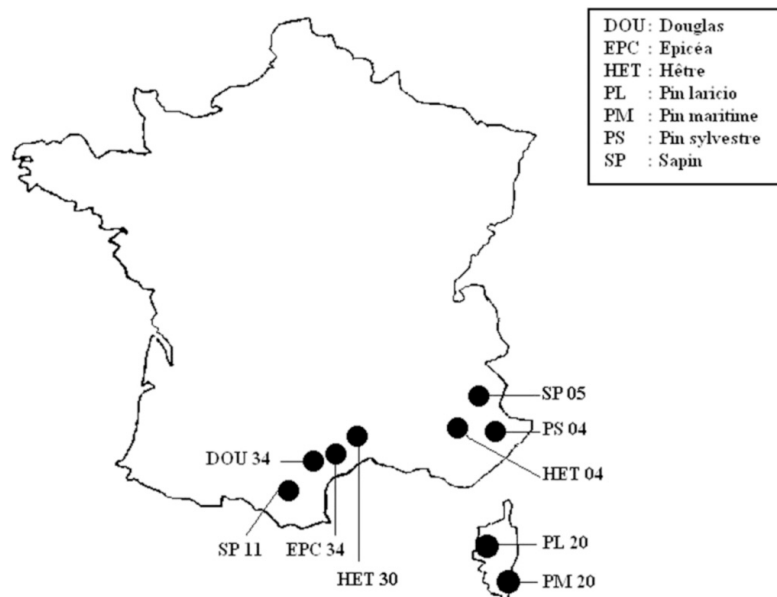 DOU : Douglas
EPC : Epicéa
HET : Hêtre
PL : Pin laricio
PM : Pin maritime
PS : Pin sylvestre
SP : Sapin
SP 05
PS 04
HET 04
DOU 34
SP 11
EPC 34
HET 30
PL 20
PM 20